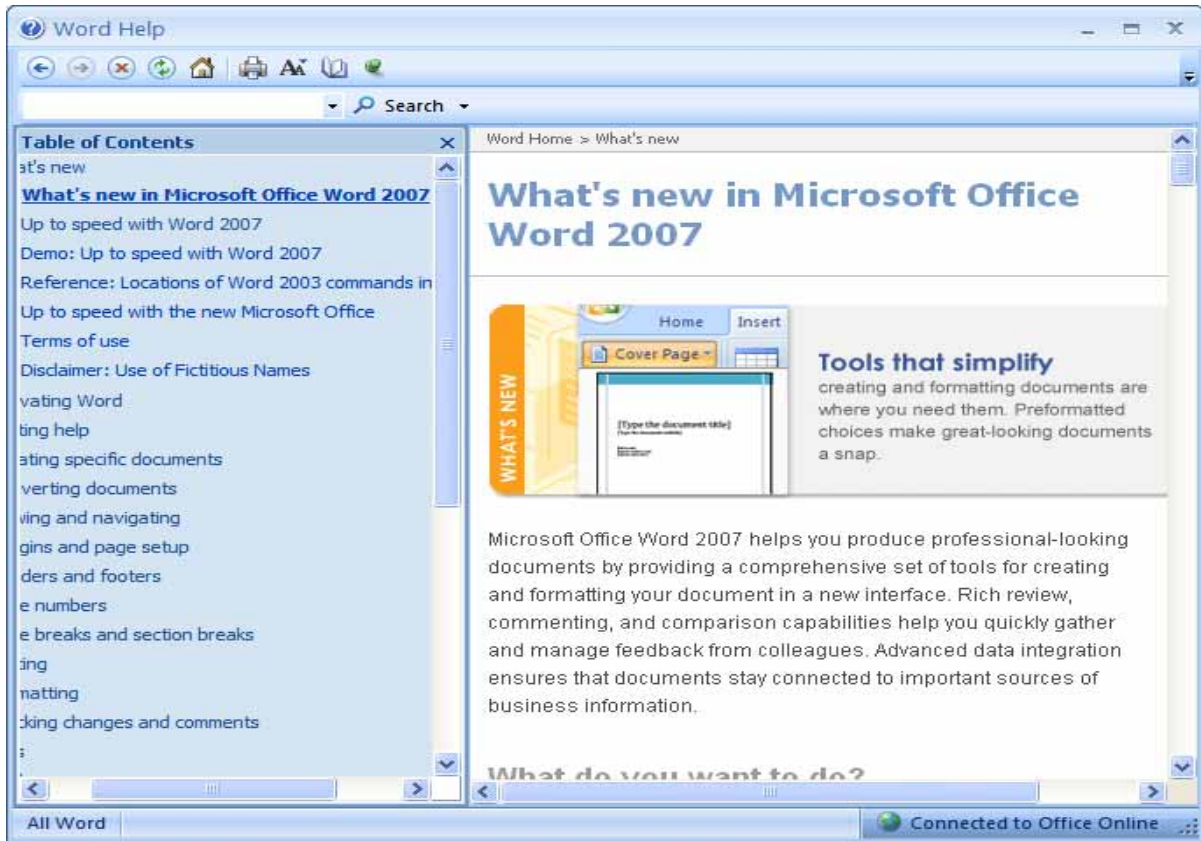 Word Help
Search
Table of Contents
at's new
What's new in Microsoft Office Word 2007
Up to speed with Word 2007
Demo: Up to speed with Word 2007
Reference: Locations of Word 2003 commands in
Up to speed with the new Microsoft Office
Terms of use
Disclaimer: Use of Fictitious Names
vating Word
ting help
ating specific documents
verting documents
ving and navigating
gins and page setup
ders and footers
e numbers
e breaks and section breaks
ting
matting
cking changes and comments
Word Home > What's new
What's new in Microsoft Office
Word 2007
WHAT'S NEW
Home Insert
Cover Page
[Type the document title]
Tools that simplify
creating and formatting documents are
where you need them. Preformatted
choices make great-looking documents
a snap.
Microsoft Office Word 2007 helps you produce professional-looking
documents by providing a comprehensive set of tools for creating
and formatting your document in a new interface. Rich review,
commenting, and comparison capabilities help you quickly gather
and manage feedback from colleagues. Advanced data integration
ensures that documents stay connected to important sources of
business information.
What do you want to do?
All Word
Connected to Office Online